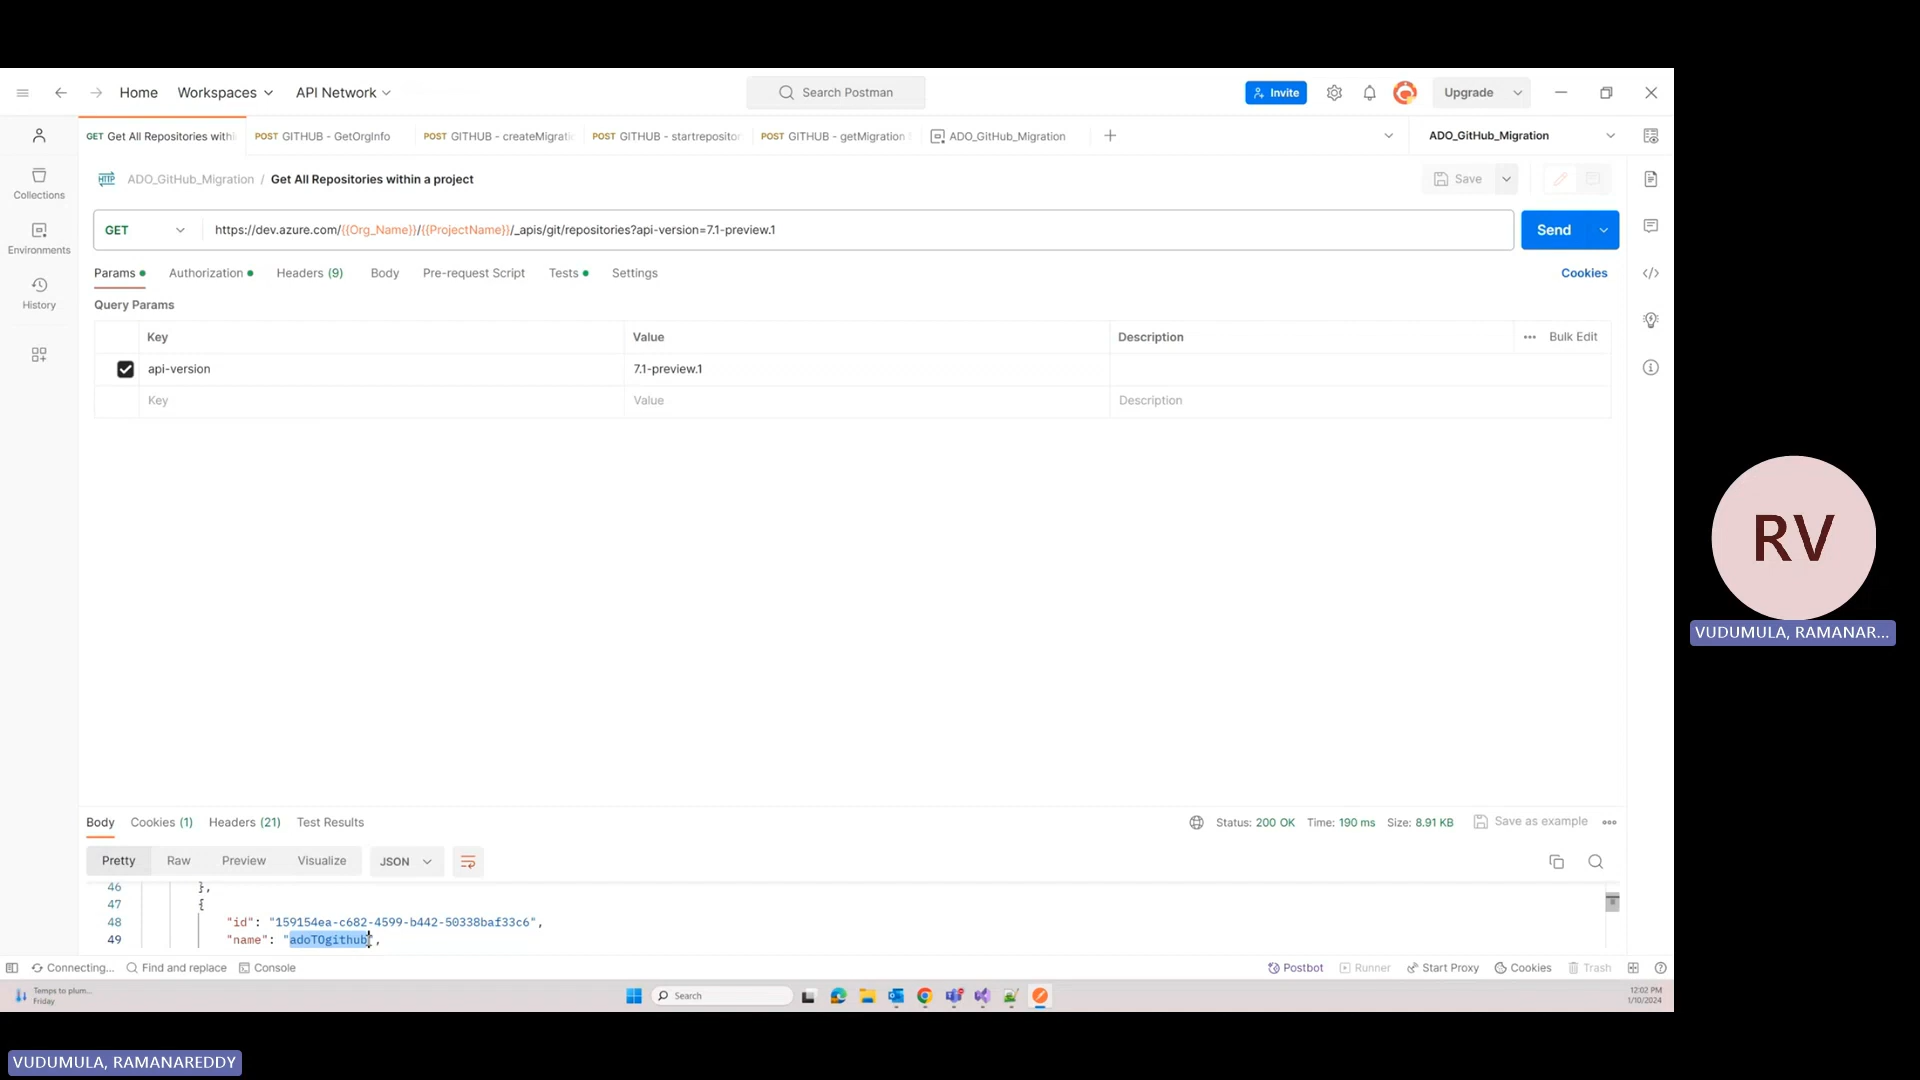 Home
Workspaces
API Network
Search Postman
Invite
Upgrade
GET Get All Repositories with
POST GITHUB - GetOrgInfo
POST GITHUB - createMigrati
POST GITHUB - startrepositor
POST GITHUB - getMigration
ADO_GitHub_Migration
ADO_GitHub_Migration
Collections
Environments
History
HTTP
ADO_GitHub_Migration / Get All Repositories within a project
Save
GET
https://dev.azure.com/{{Org_Name}}/{{ProjectName}}/_apis/git/repositories?api-version=7.1-preview.1
Send
Params
Authorization
Headers (9)
Body
Pre-request Script
Tests
Settings
Cookies
Query Params
Key
Value
Description
Bulk Edit
api-version
7.1-preview.1
Key
Value
Description
RV
VUDUMULA, RAMANAR...
Body
Cookies (1)
Headers (21)
Test Results
Status: 200 OK
Time: 190 ms
Size: 8.91 KB
Save as example
Pretty
Raw
Preview
Visualize
JSON
46 },
47 {
48 "id": "159154ea-c682-4599-b442-50338baf33c6",
49 "name": "adoTOgithub",
Connecting...
Find and replace
Console
Postbot
Runner
Start Proxy
Cookies
Trash
Temps to plum...
Friday
Search
12:02 PM
1/10/2024
VUDUMULA, RAMANAREDDY